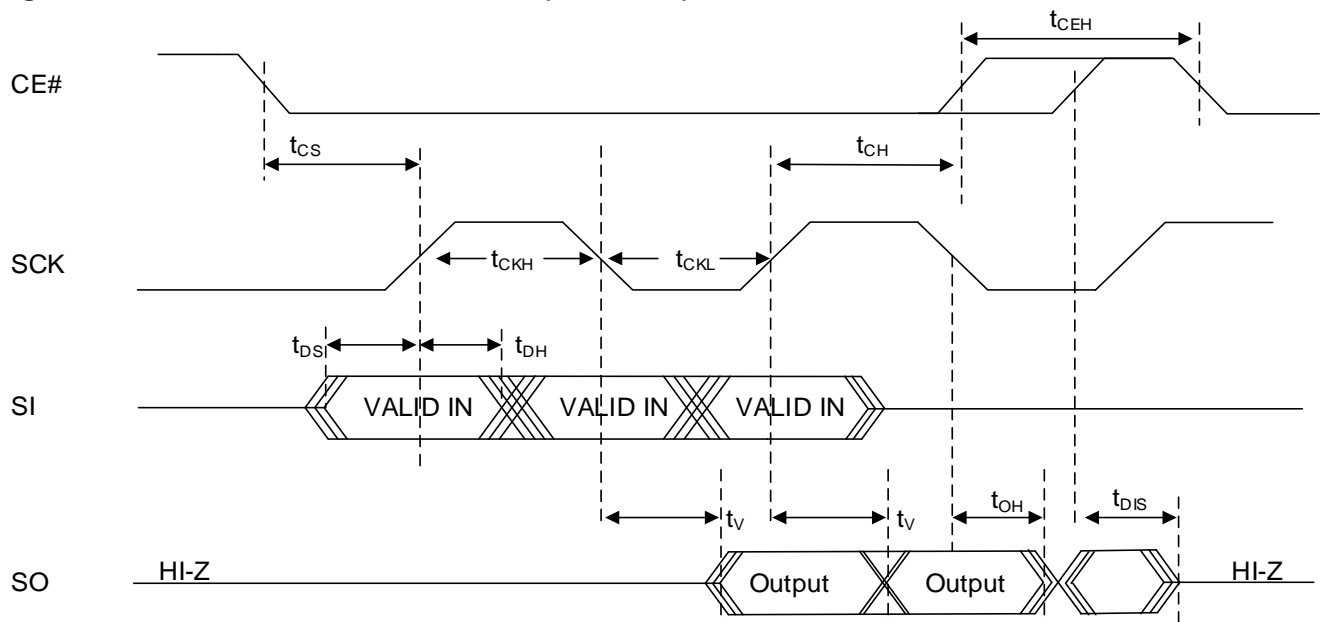 tCEH
CE#
tCS
tCH
SCK
tCKH
tCKL
tDS
tDH
SI
VALID IN
VALID IN
VALID IN
tV
tV
tOH
tDIS
SO
HI-Z
Output
Output
HI-Z